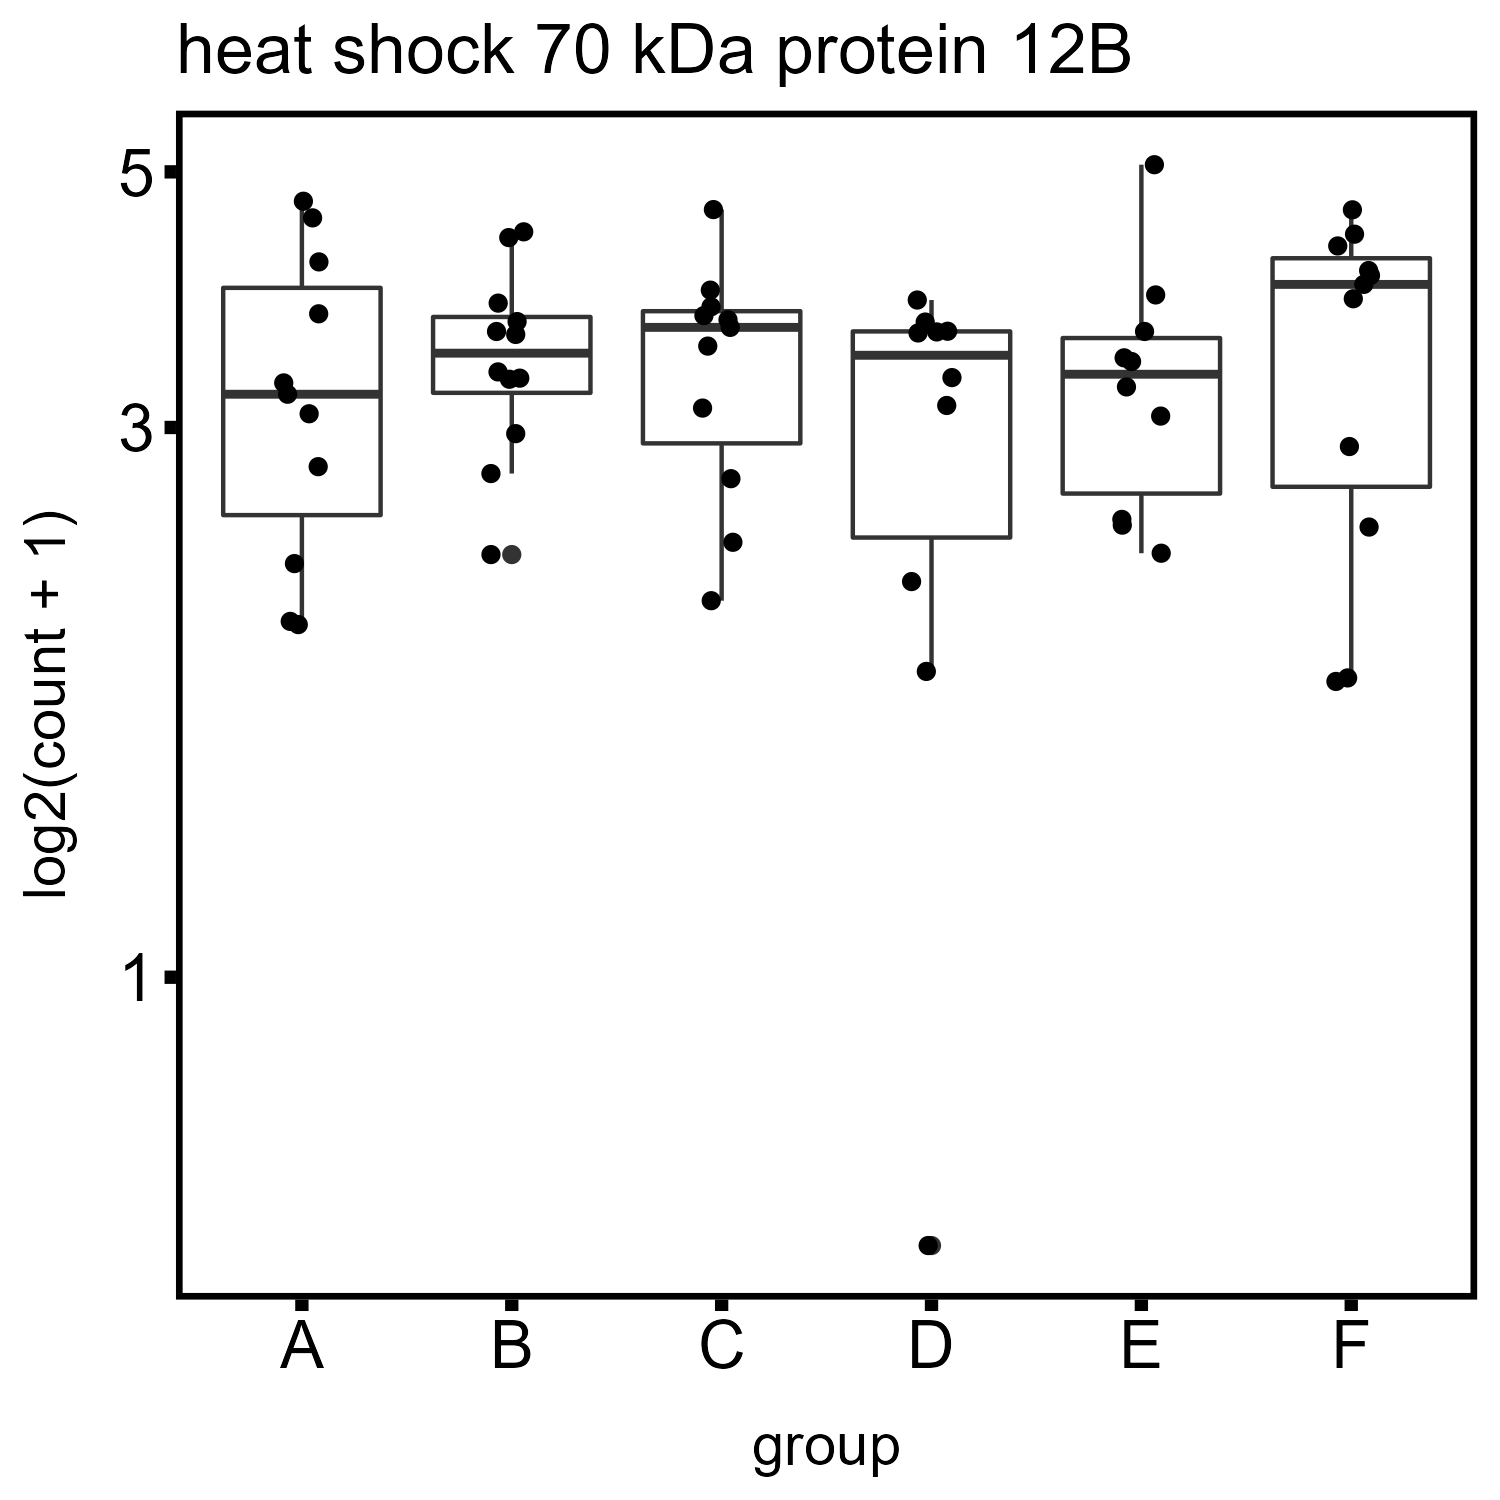 heat shock 70 kDa protein 12B
5
3
1
log2(count + 1)
A B C D E F
group